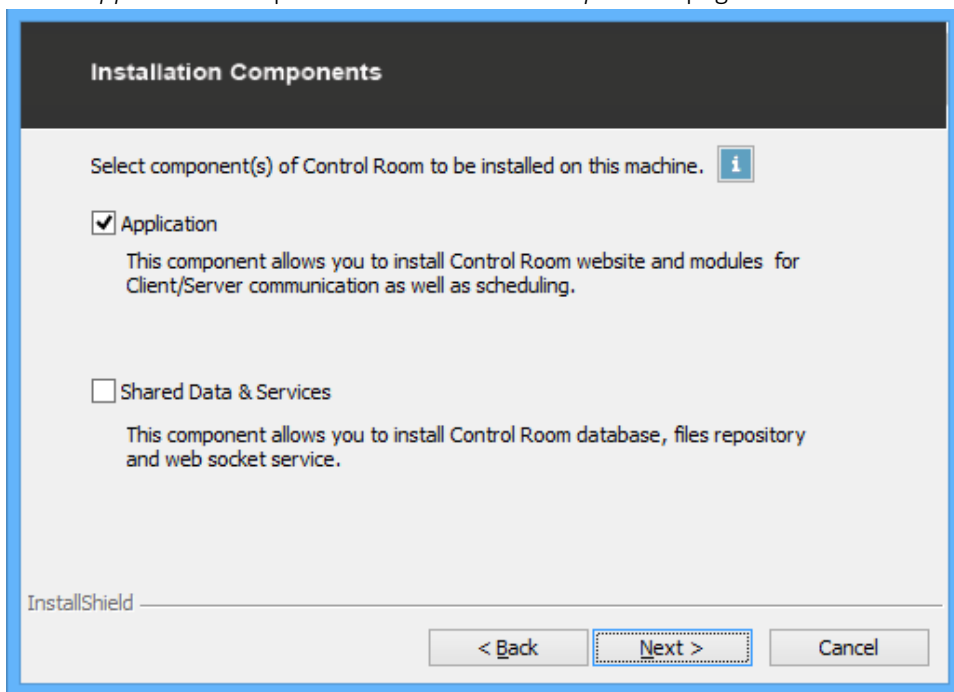 Installation Components
Select component(s) of Control Room to be installed on this machine. i
Application
This component allows you to install Control Room website and modules for
Client/Server communication as well as scheduling.
Shared Data & Services
This component allows you to install Control Room database, files repository
and web socket service.
InstallShield
< Back Next > Cancel